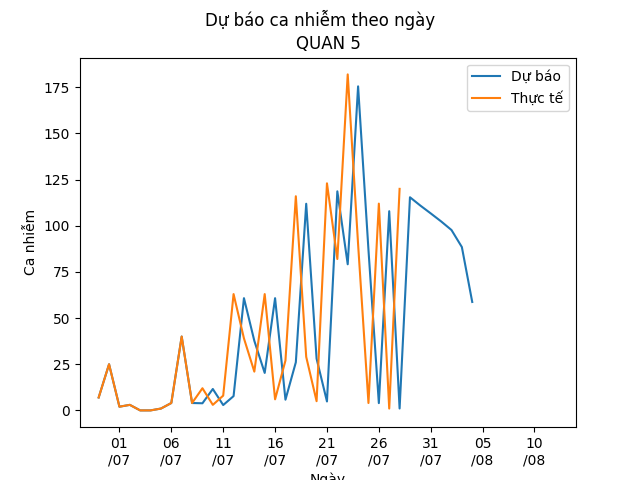 Dự báo ca nhiễm theo ngày
QUAN 5
Dự báo
Thực tế
175
150
125
100
75
50
25
0
Ca nhiễm
01 06 11 16 21 26 31 05 10
/07 /07 /07 /07 /07 /07 /07 /08 /08
Ngày